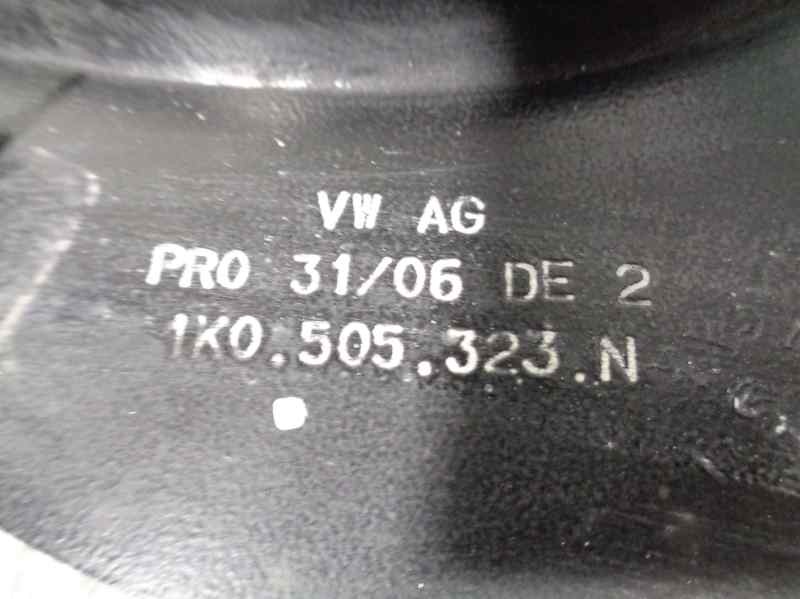 VW AG
PRO 31/06 DE 2
1K0.505.323.N